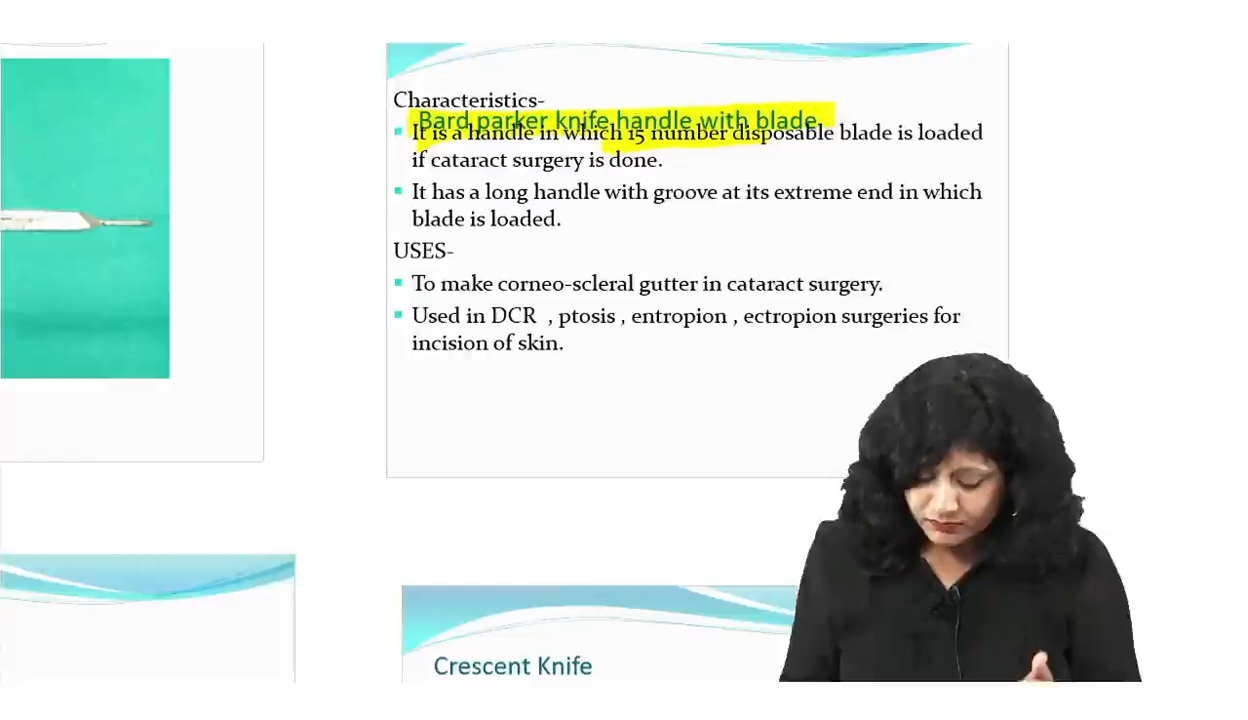 Characteristics-
Bard parker knife handle with blade.
It is a handle in which 15 number disposable blade is loaded
if cataract surgery is done.
It has a long handle with groove at its extreme end in which
blade is loaded.
USES-
To make corneo-scleral gutter in cataract surgery.
Used in DCR , ptosis , entropion , ectropion surgeries for
incision of skin.
Crescent Knife